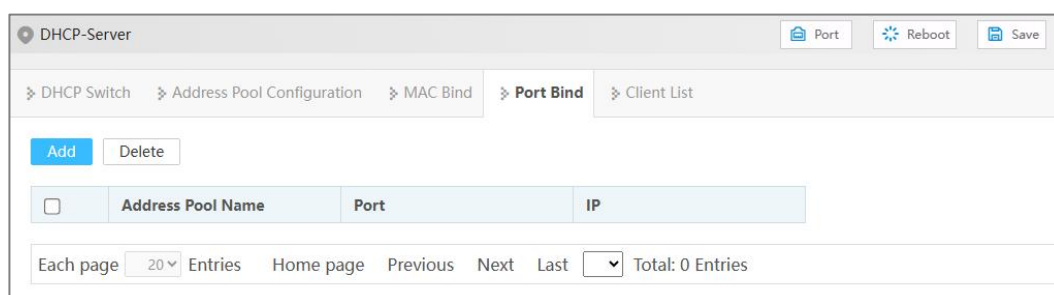 DHCP-Server Port Reboot Save
DHCP Switch Address Pool Configuration MAC Bind Port Bind Client List
Add Delete
Address Pool Name Port IP
Each page 20 Entries Home page Previous Next Last Total: 0 Entries